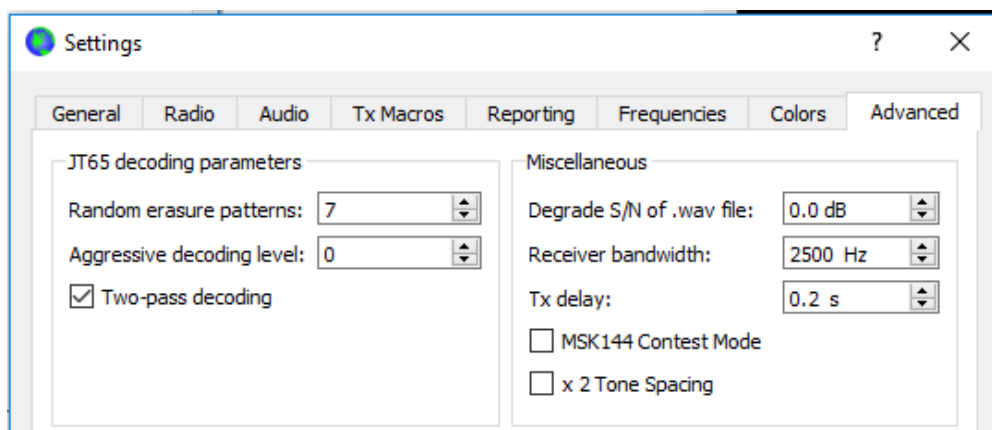 Settings
?
General Radio Audio Tx Macros Reporting Frequencies Colors Advanced
JT65 decoding parameters
Random erasure patterns: 7
Aggressive decoding level: 0
Two-pass decoding
Miscellaneous
Degrade S/N of .wav file: 0.0 dB
Receiver bandwidth: 2500 Hz
Tx delay: 0.2 s
MSK144 Contest Mode
x 2 Tone Spacing